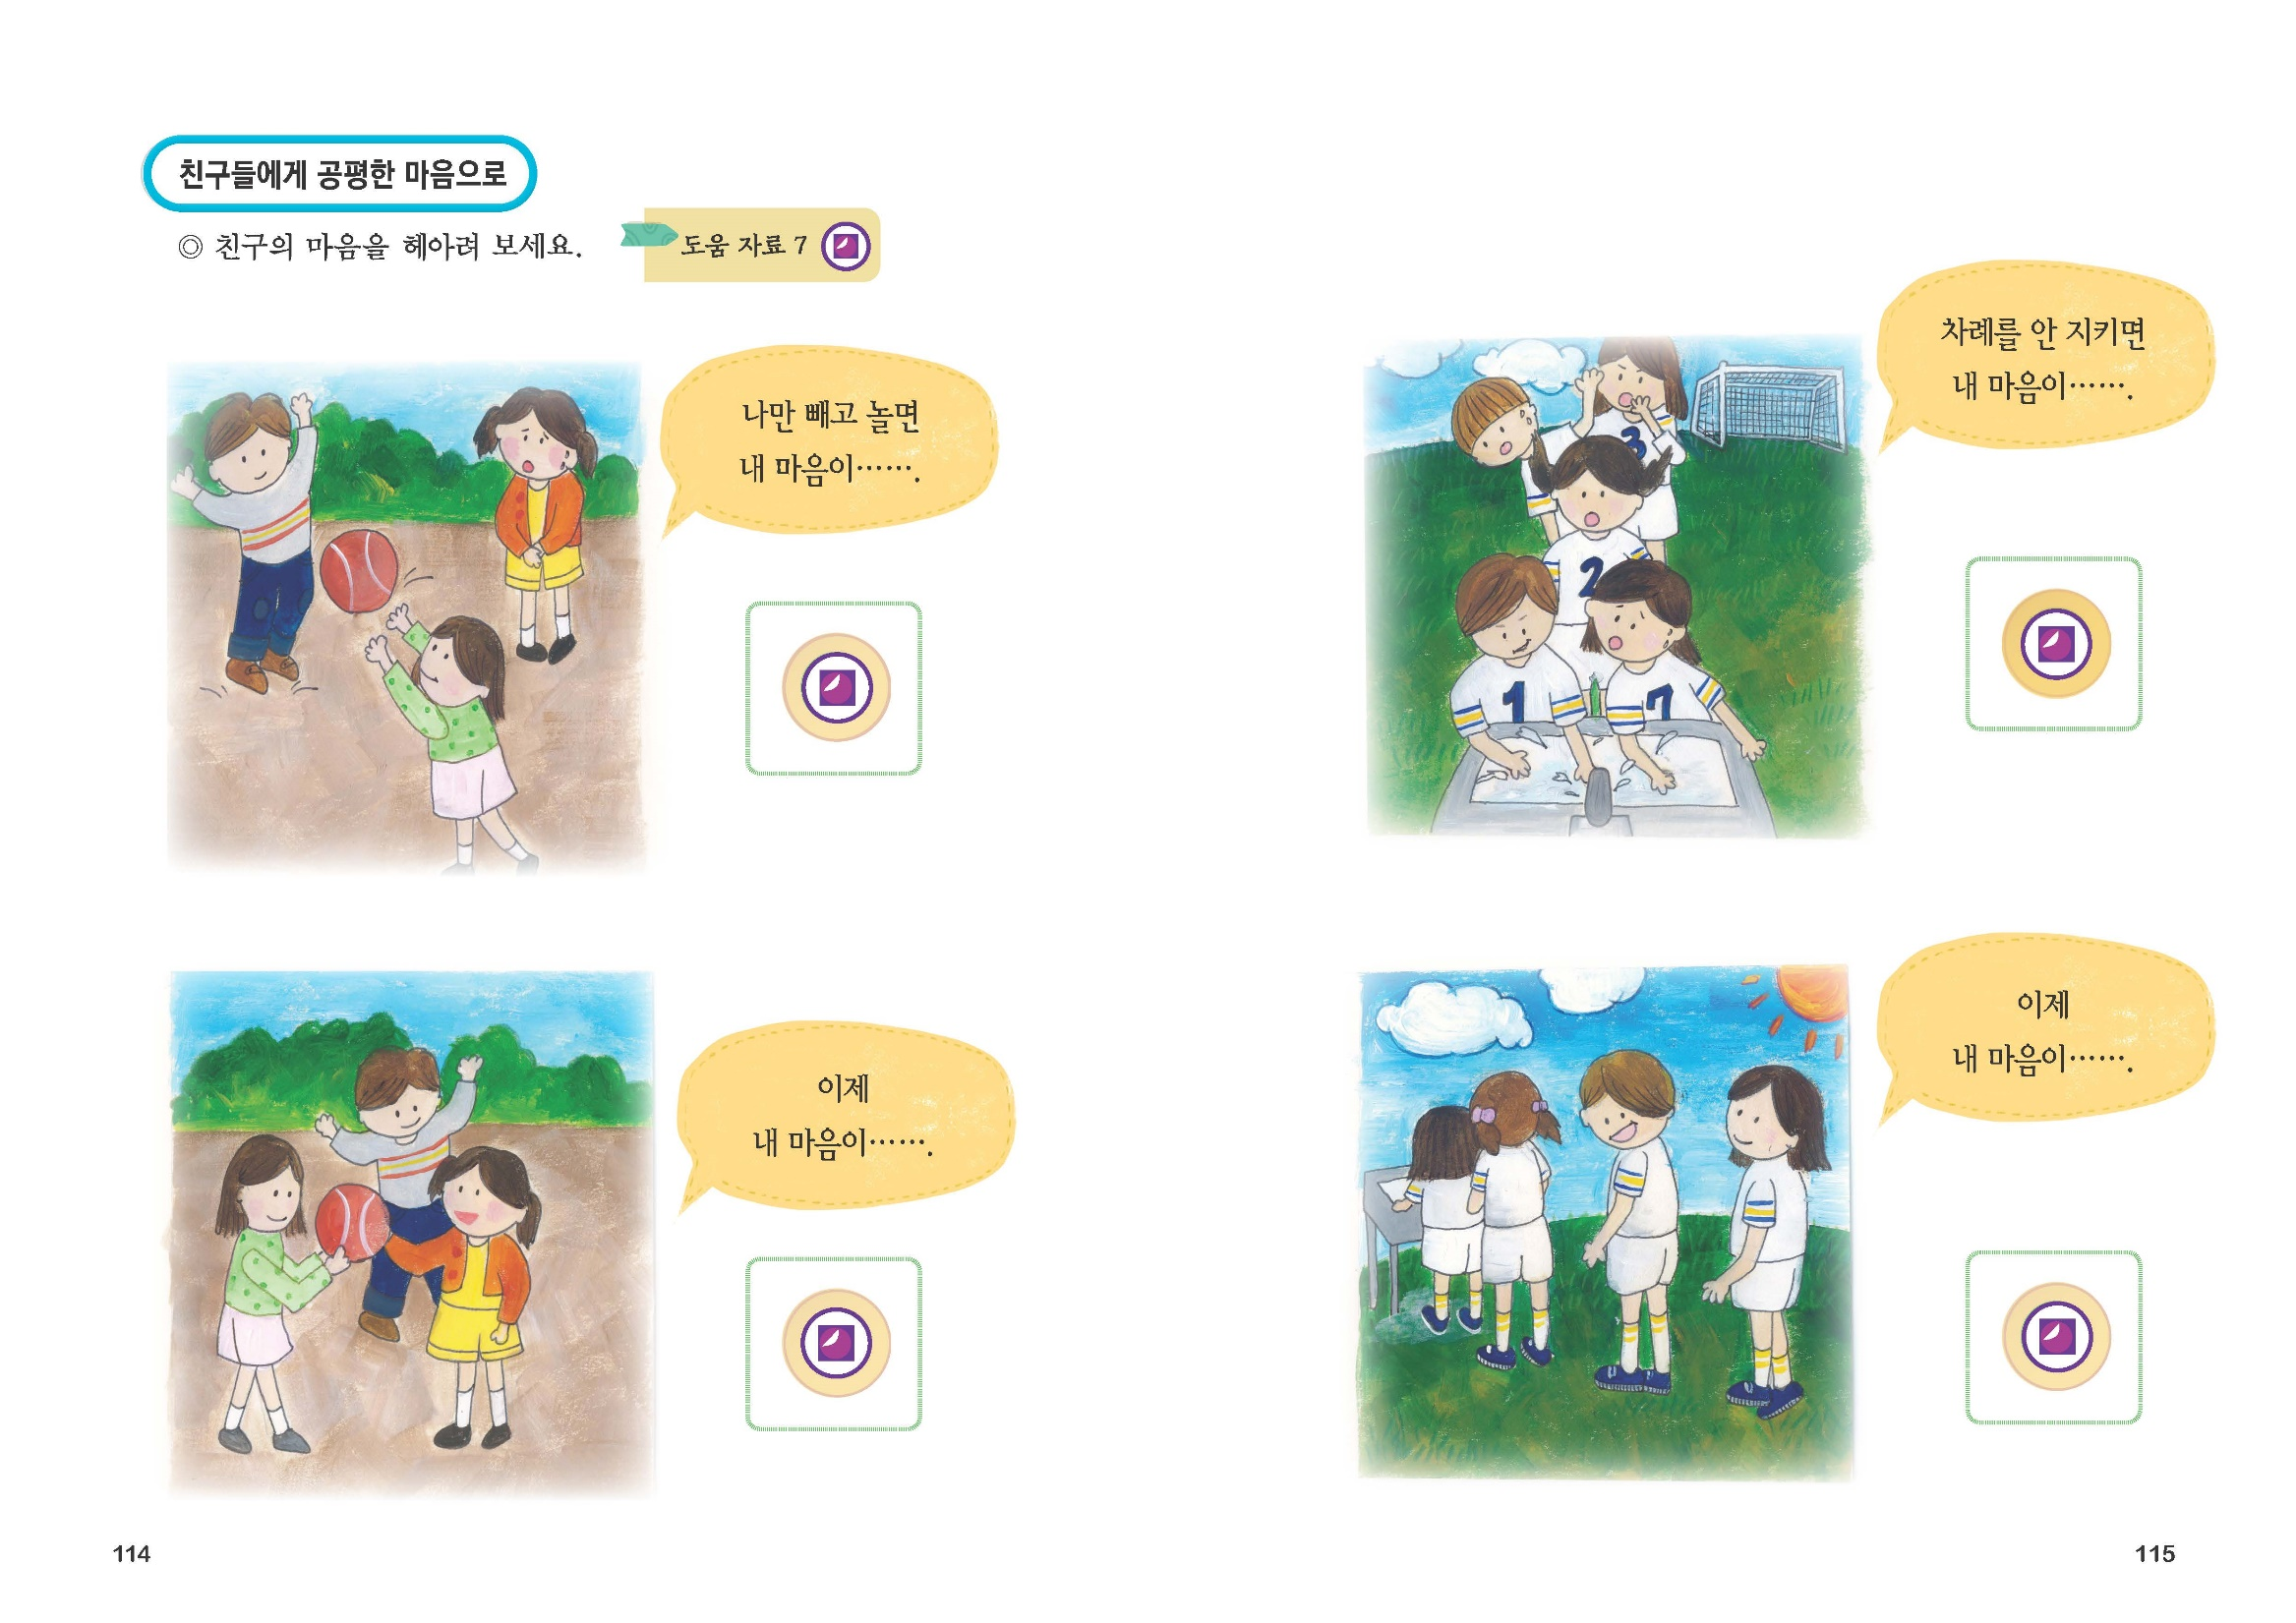 친구들에게 공평한 마음으로
◎ 친구의 마음을 헤아려 보세요.
도움 자료 7
나만 빼고 놀면
내 마음이…….
이제
내 마음이…….
114
차례를 안 지키면
내 마음이…….
3
2
1
7
이제
내 마음이…….
115